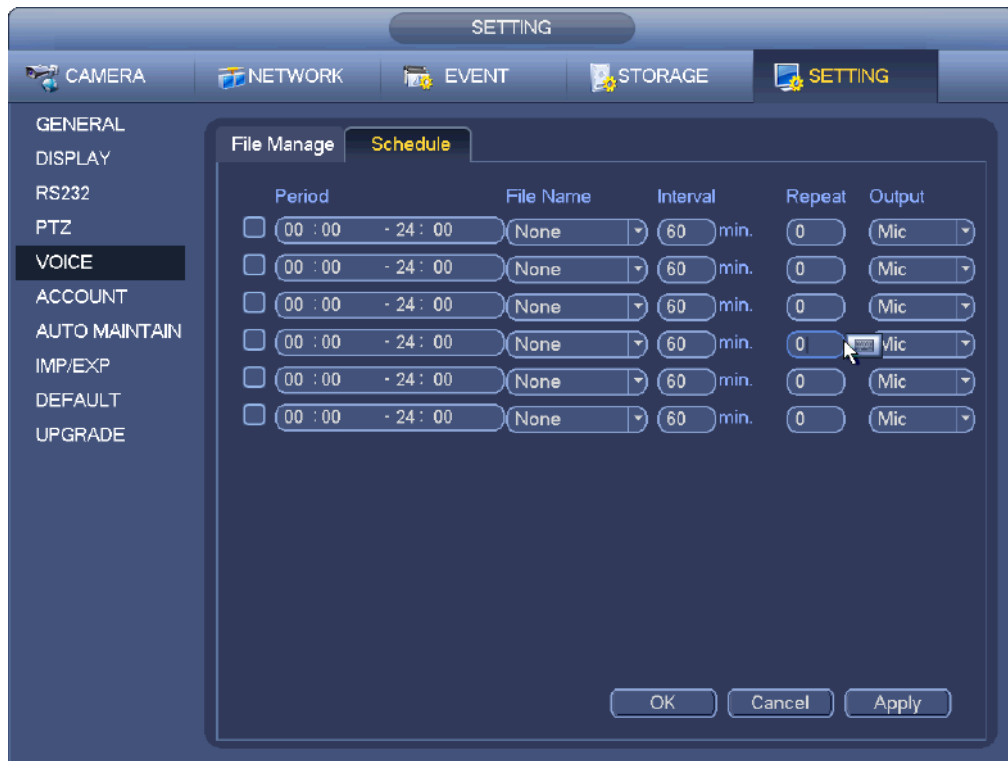 SETTING
CAMERA NETWORK EVENT STORAGE SETTING
GENERAL
DISPLAY
RS232
PTZ
VOICE
ACCOUNT
AUTO MAINTAIN
IMP/EXP
DEFAULT
UPGRADE
File Manage Schedule
Period File Name Interval Repeat Output
00 :00 - 24: 00 None 60 min. 0 Mic
00 :00 - 24: 00 None 60 min. 0 Mic
00 :00 - 24: 00 None 60 min. 0 Mic
00 :00 - 24: 00 None 60 min. 0 Mic
00 :00 - 24: 00 None 60 min. 0 Mic
00 :00 - 24: 00 None 60 min. 0 Mic
OK Cancel Apply